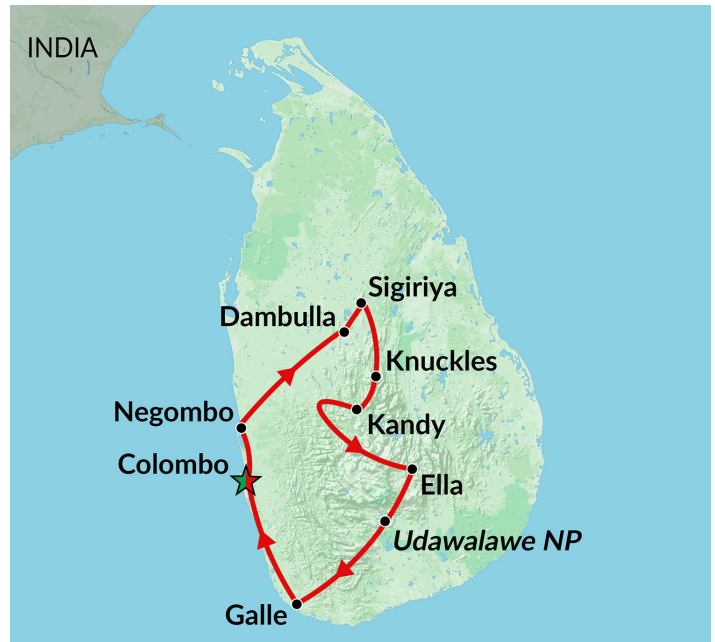 INDIA
Sigiriya
Dambulla
Knuckles
Negombo
Kandy
Colombo
Ella
Udawalawe NP
Galle